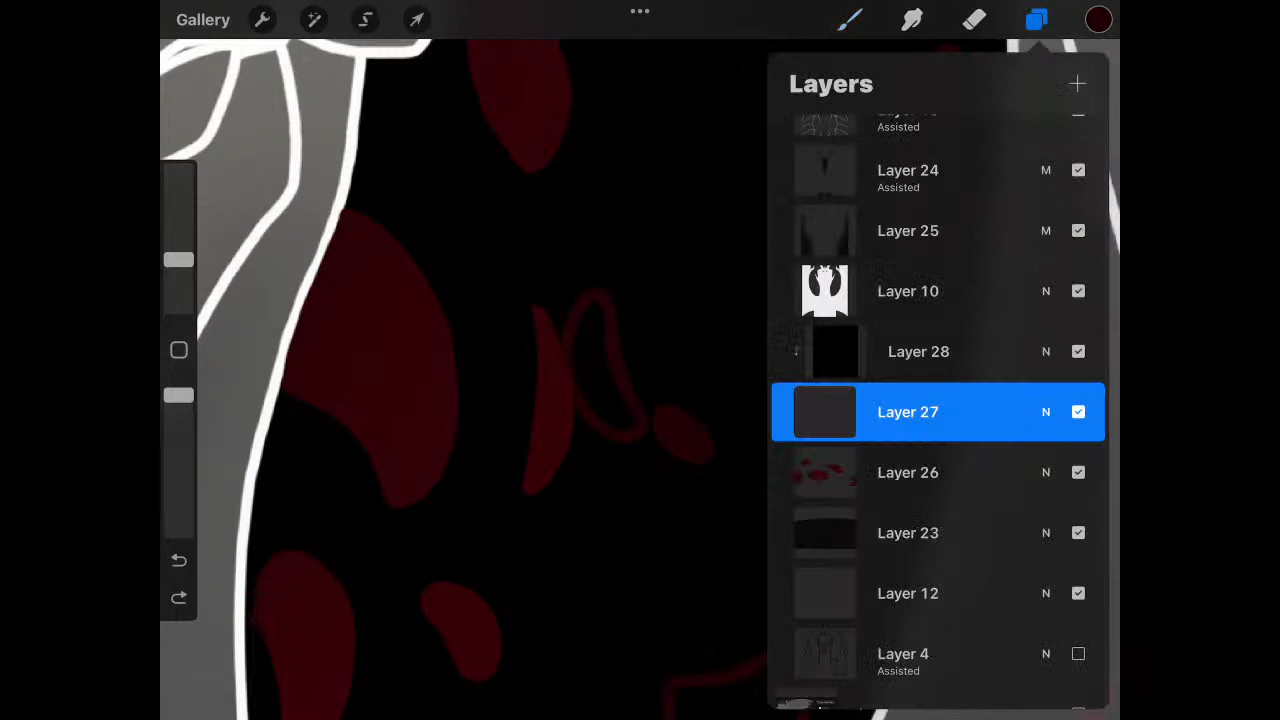 Gallery
Layers
Assisted
Layer 24 M
Assisted
Layer 25 M
Layer 10 N
Layer 28 N
Layer 27 N
Layer 26 N
Layer 23 N
Layer 12 N
Layer 4 N
Assisted